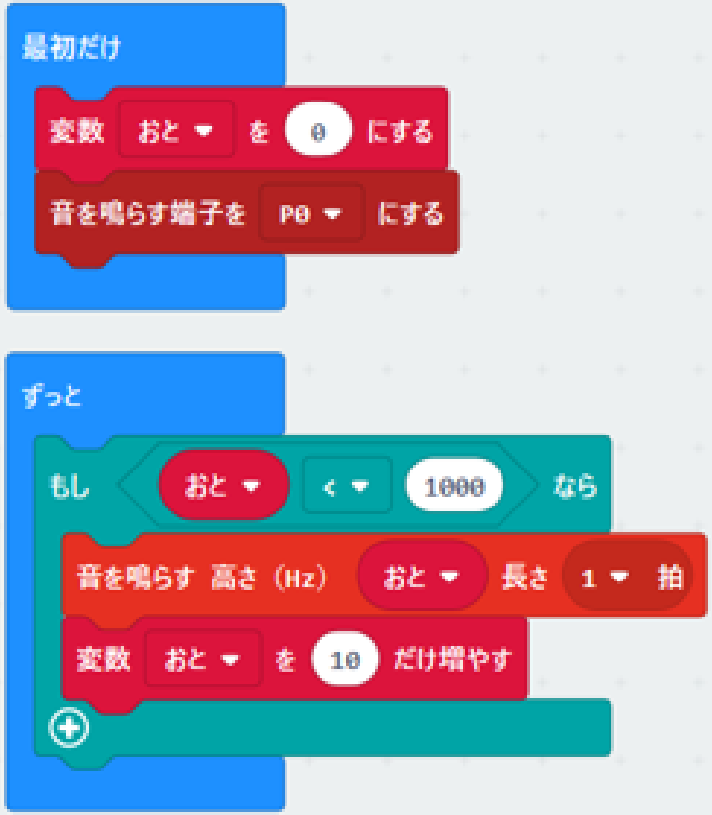 最初だけ
変数 おと を 0 にする
音を鳴らす端子を P0 にする
ずっと
もし おと < 1000 なら
音を鳴らす 高さ (Hz) おと 長さ 1 拍
変数 おと を 10 だけ増やす